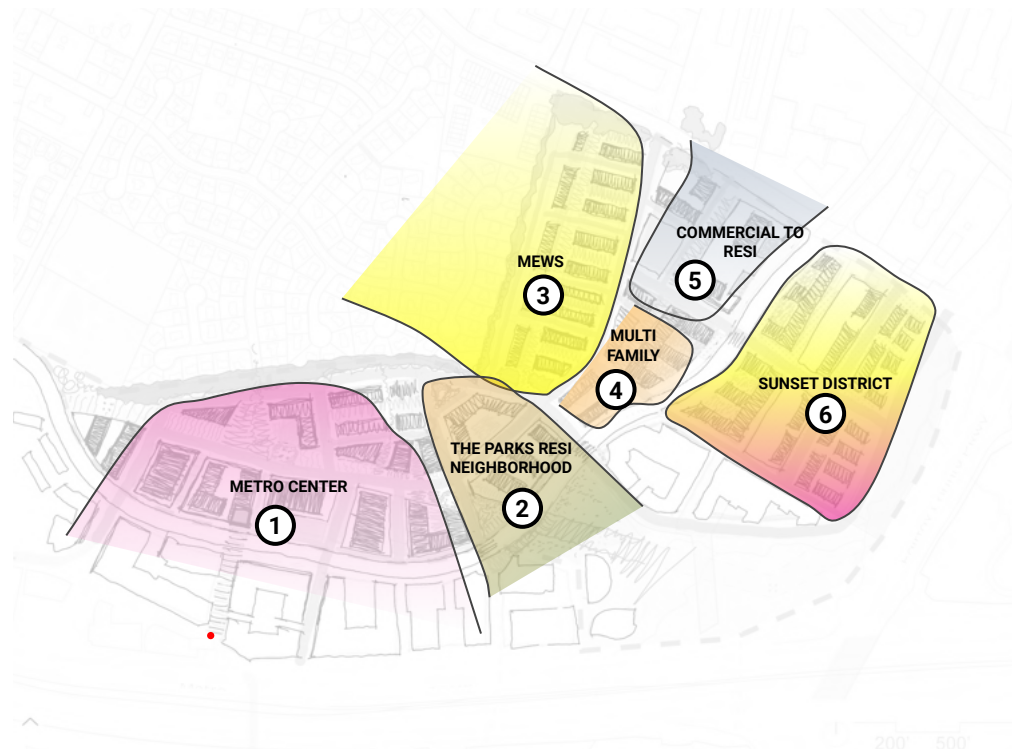 COMMERCIAL TO
RESI
5
MEWS
3
MULTI
FAMILY
4
SUNSET DISTRICT
6
THE PARKS RESI
NEIGHBORHOOD
2
METRO CENTER
1
200' 500'